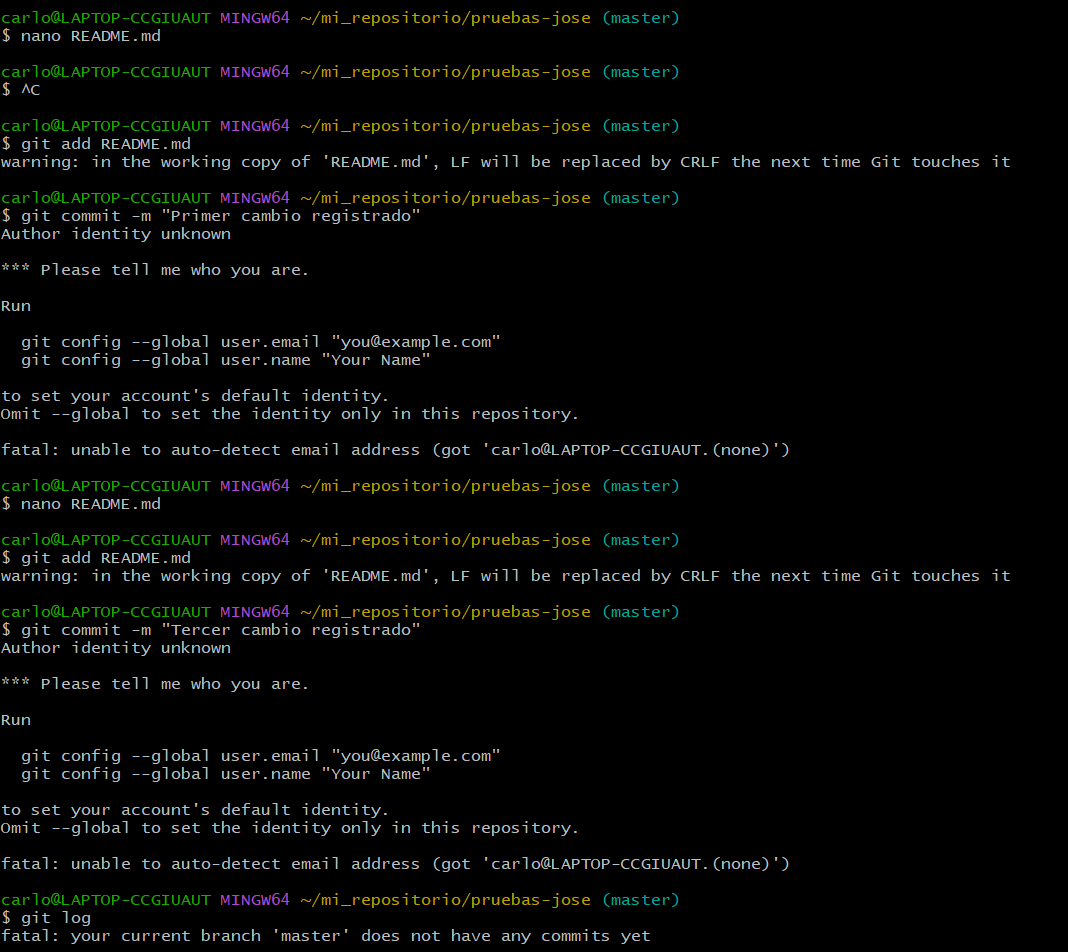 carlo@LAPTOP-CCGIUAUT MINGW64 ~/mi_repositorio/pruebas-jose (master)
$ nano README.md
carlo@LAPTOP-CCGIUAUT MINGW64 ~/mi_repositorio/pruebas-jose (master)
$ ^C
carlo@LAPTOP-CCGIUAUT MINGW64 ~/mi_repositorio/pruebas-jose (master)
$ git add README.md
warning: in the working copy of 'README.md', LF will be replaced by CRLF the next time Git touches it
carlo@LAPTOP-CCGIUAUT MINGW64 ~/mi_repositorio/pruebas-jose (master)
$ git commit -m "Primer cambio registrado"
Author identity unknown
*** Please tell me who you are.
Run
  git config --global user.email "you@example.com"
  git config --global user.name "Your Name"
to set your account's default identity.
Omit --global to set the identity only in this repository.
fatal: unable to auto-detect email address (got 'carlo@LAPTOP-CCGIUAUT.(none)')
carlo@LAPTOP-CCGIUAUT MINGW64 ~/mi_repositorio/pruebas-jose (master)
$ nano README.md
carlo@LAPTOP-CCGIUAUT MINGW64 ~/mi_repositorio/pruebas-jose (master)
$ git add README.md
warning: in the working copy of 'README.md', LF will be replaced by CRLF the next time Git touches it
carlo@LAPTOP-CCGIUAUT MINGW64 ~/mi_repositorio/pruebas-jose (master)
$ git commit -m "Tercer cambio registrado"
Author identity unknown
*** Please tell me who you are.
Run
  git config --global user.email "you@example.com"
  git config --global user.name "Your Name"
to set your account's default identity.
Omit --global to set the identity only in this repository.
fatal: unable to auto-detect email address (got 'carlo@LAPTOP-CCGIUAUT.(none)')
carlo@LAPTOP-CCGIUAUT MINGW64 ~/mi_repositorio/pruebas-jose (master)
$ git log
fatal: your current branch 'master' does not have any commits yet